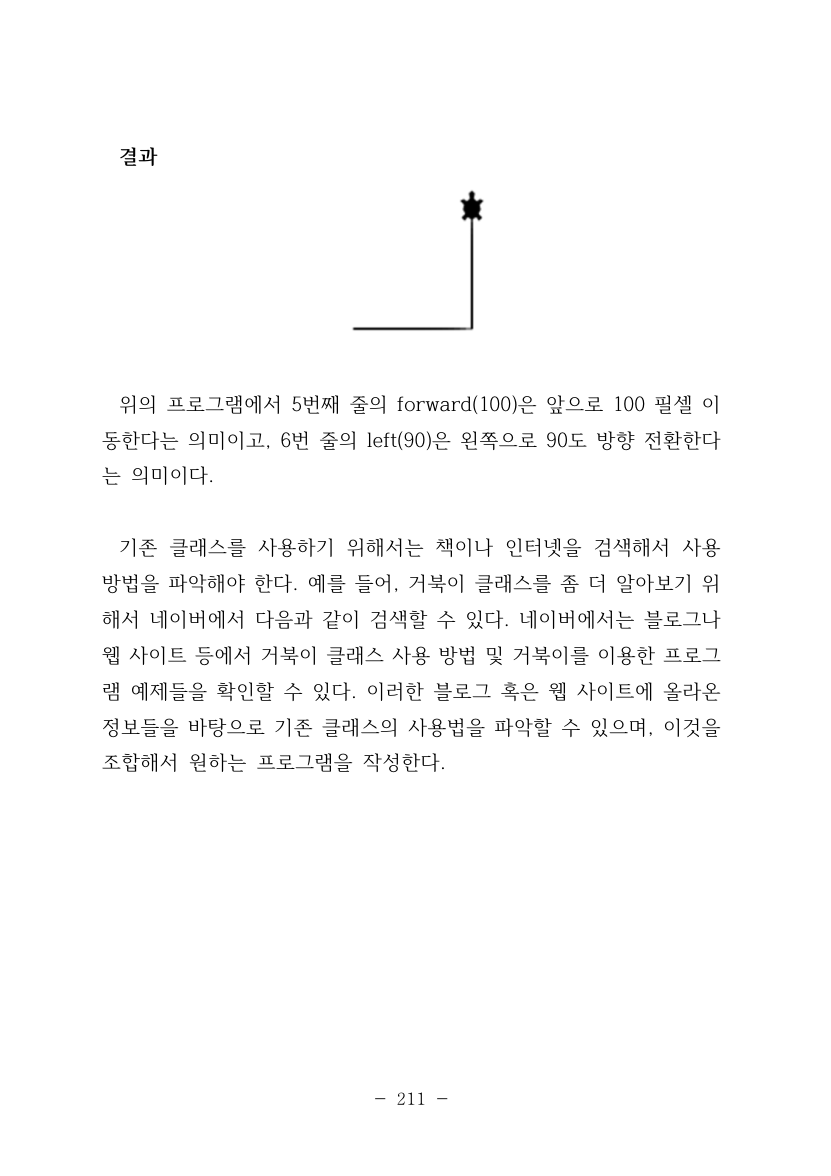 결과
위의 프로그램에서 5번째 줄의 forward(100)은 앞으로 100 필셀 이
동한다는 의미이고, 6번 줄의 left(90)은 왼쪽으로 90도 방향 전환한다
는 의미이다.
기존 클래스를 사용하기 위해서는 책이나 인터넷을 검색해서 사용
방법을 파악해야 한다. 예를 들어, 거북이 클래스를 좀 더 알아보기 위
해서 네이버에서 다음과 같이 검색할 수 있다. 네이버에서는 블로그나
웹 사이트 등에서 거북이 클래스 사용 방법 및 거북이를 이용한 프로그
램 예제들을 확인할 수 있다. 이러한 블로그 혹은 웹 사이트에 올라온
정보들을 바탕으로 기존 클래스의 사용법을 파악할 수 있으며, 이것을
조합해서 원하는 프로그램을 작성한다.
- 211 -